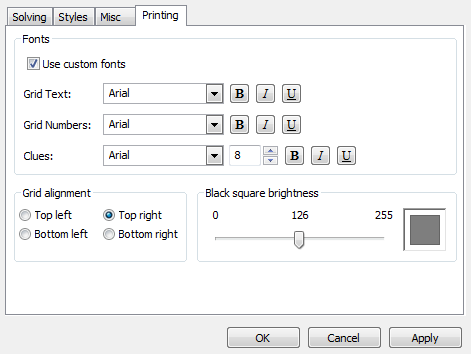 Solving Styles Misc Printing
Fonts
Use custom fonts
Grid Text: Arial B I U
Grid Numbers: Arial B I U
Clues: Arial 8 B I U
Grid alignment
Top left Top right
Bottom left Bottom right
Black square brightness
0 126 255
OK Cancel Apply